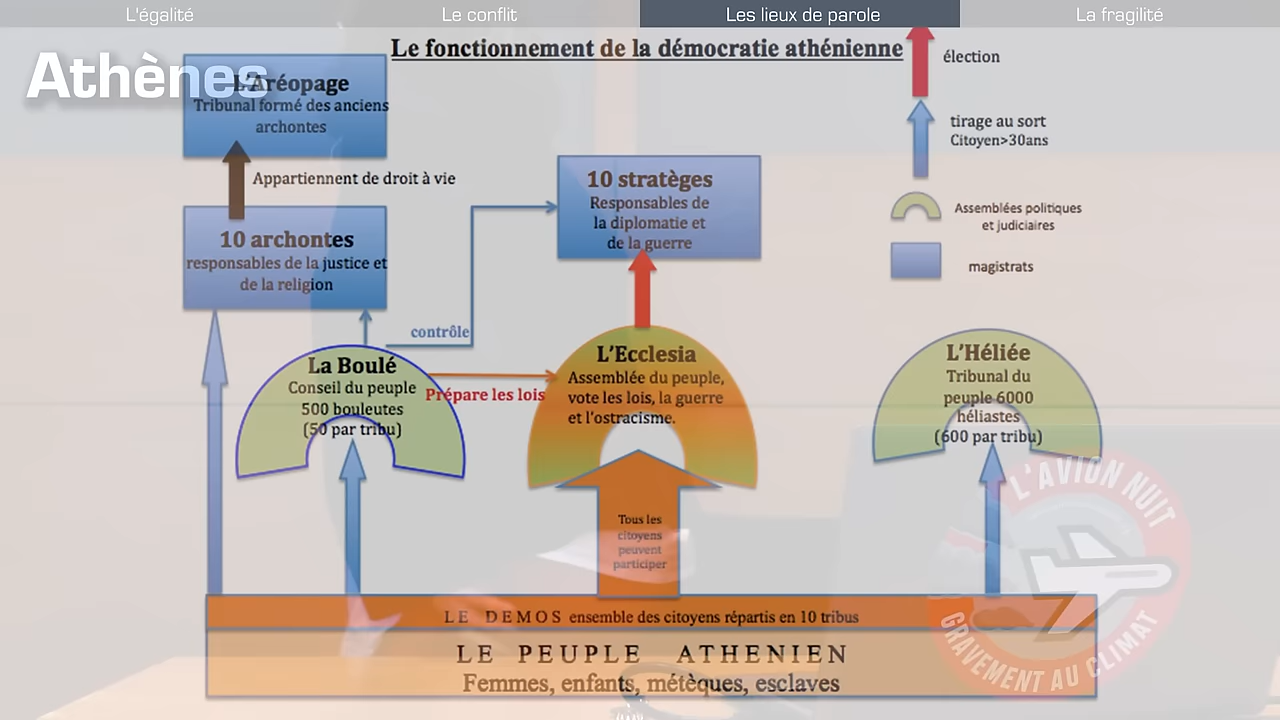 L'égalité
Le conflit
Les lieux de parole
La fragilité
Athènes
Le fonctionnement de la démocratie athénienne
élection
tirage au sort
Citoyen>30ans
Assemblées politiques
et judiciaires
magistrats
L'Aréopage
Tribunal formé des anciens
archontes
Appartiennent de droit à vie
10 archontes
responsables de la justice et
de la religion
10 stratèges
Responsables de
la diplomatie et
de la guerre
contrôle
La Boulé
Conseil du peuple
500 bouleutes
(50 par tribu)
Prépare les lois
L'Ecclesia
Assemblée du peuple,
vote les lois, la guerre
et l'ostracisme.
L'Héliée
Tribunal du
peuple 6000
héliastes
(600 par tribu)
Tous les
citoyens
peuvent
participer
L'AVION NUIT
GRAVEMENT AU CLIMAT
LE DEMOS ensemble des citoyens répartis en 10 tribus
LE PEUPLE ATHENIEN
Femmes, enfants, métèques, esclaves